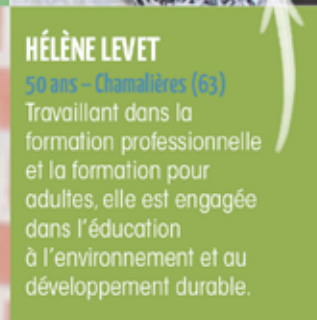 HÉLÈNE LEVET
50 ans – Chamalières (63)
Travaillant dans la
formation professionnelle
et la formation pour
adultes, elle est engagée
dans l'éducation
à l'environnement et au
développement durable.